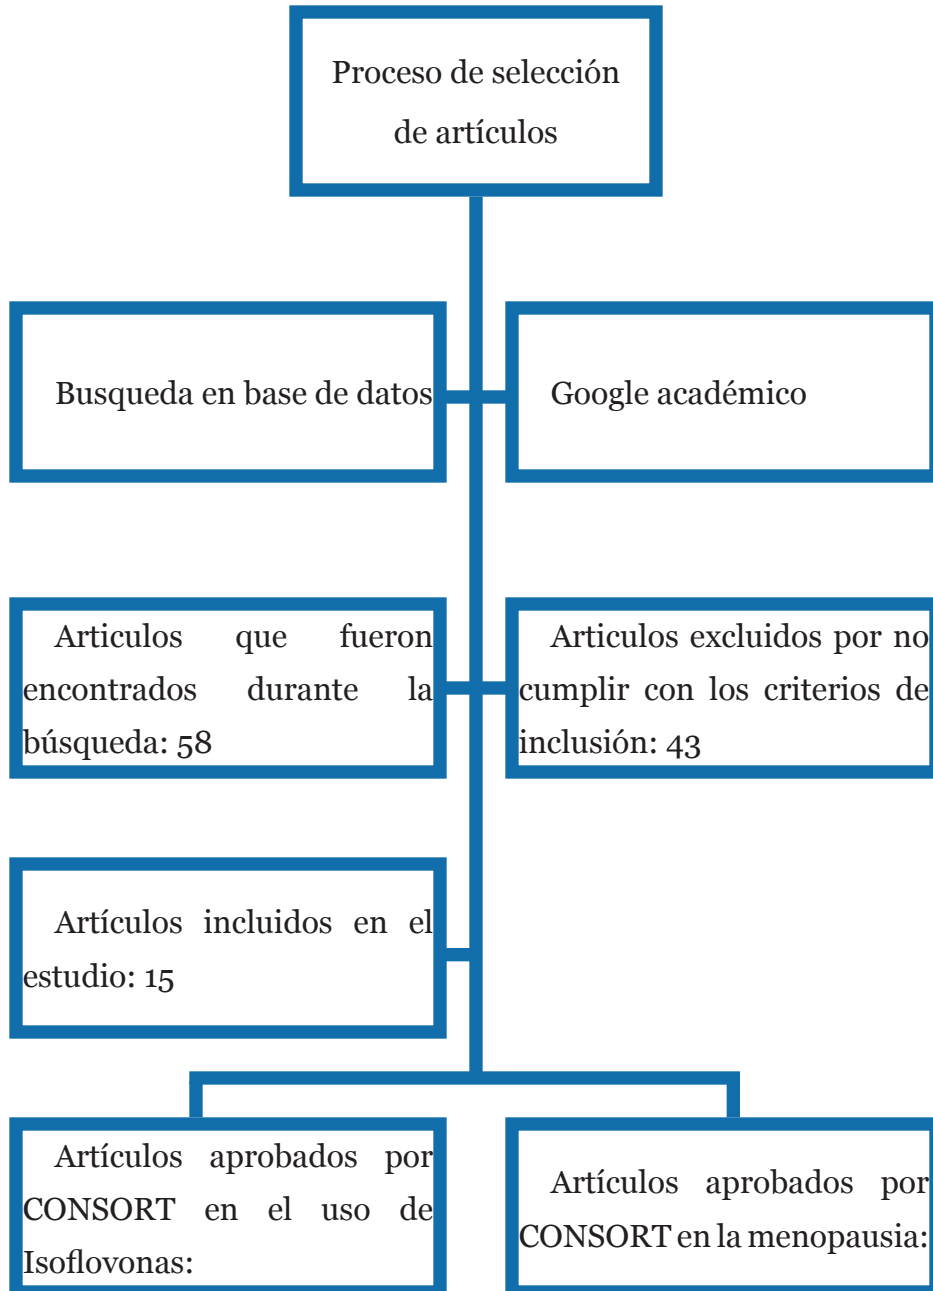 Proceso de selección
de artículos
Busqueda en base de datos
Google académico
Articulos que fueron
encontrados durante la
búsqueda: 58
Articulos excluidos por no
cumplir con los criterios de
inclusión: 43
Artículos incluidos en el
estudio: 15
Artículos aprobados por
CONSORT en el uso de
Isoflovonas:
Artículos aprobados por
CONSORT en la menopausia: